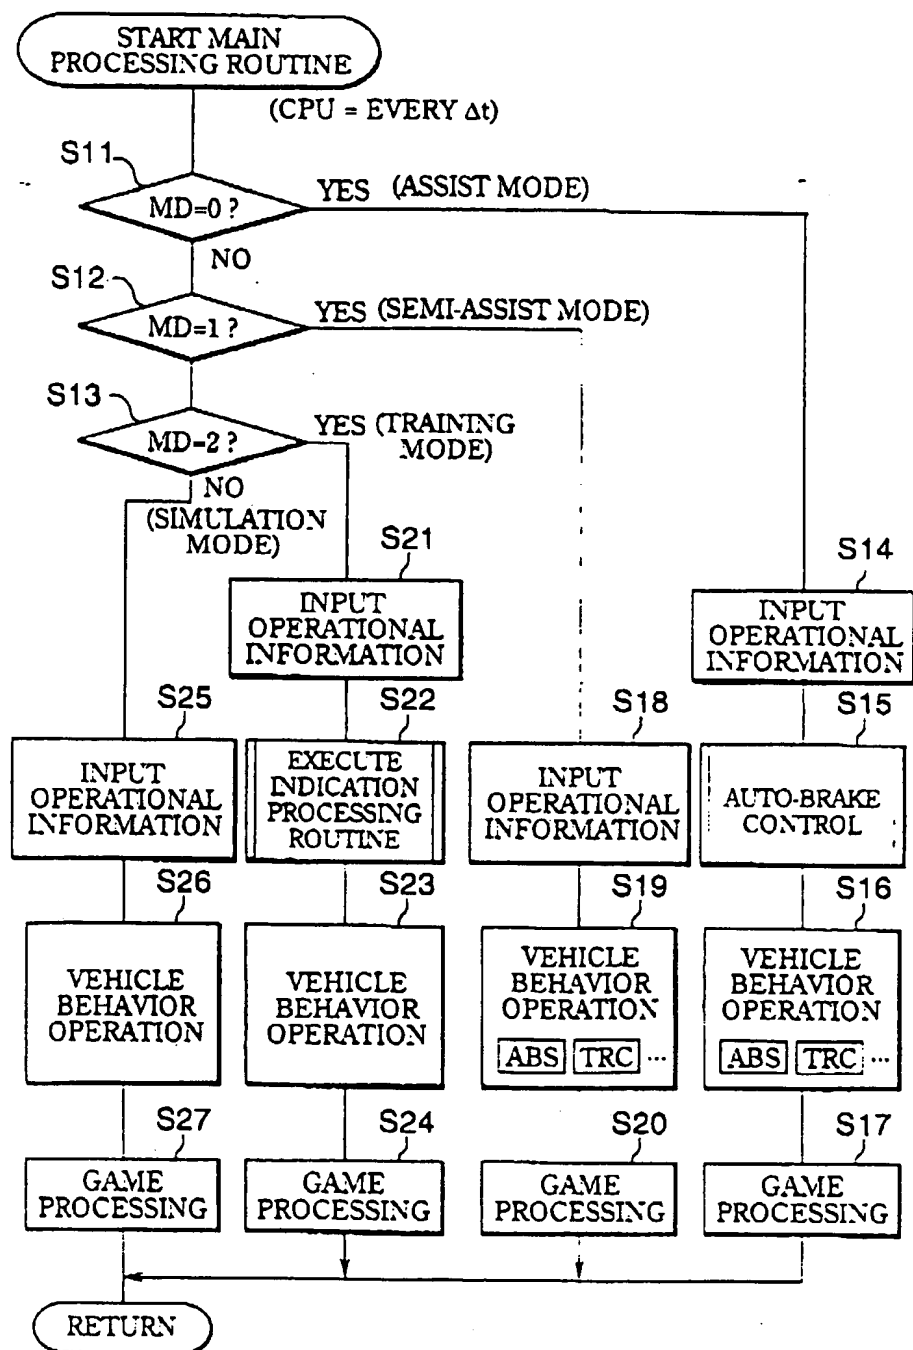 START MAIN
PROCESSING ROUTINE
(CPU = EVERY Δt)
S11
MD=0 ?
YES (ASSIST MODE)
NO
S12
MD=1 ?
YES (SEMI-ASSIST MODE)
S13
MD=2 ?
YES (TRAINING
MODE)
NO
(SIMULATION
MODE)
S21
INPUT
OPERATIONAL
INFORMATION
S14
INPUT
OPERATIONAL
INFORMATION
S25
INPUT
OPERATIONAL
INFORMATION
S22
EXECUTE
INDICATION
PROCESSING
ROUTINE
S18
INPUT
OPERATIONAL
INFORMATION
S15
AUTO-BRAKE
CONTROL
S26
VEHICLE
BEHAVIOR
OPERATION
S23
VEHICLE
BEHAVIOR
OPERATION
S19
VEHICLE
BEHAVIOR
OPERATION
ABS TRC ...
S16
VEHICLE
BEHAVIOR
OPERATION
ABS TRC ...
S27
GAME
PROCESSING
S24
GAME
PROCESSING
S20
GAME
PROCESSING
S17
GAME
PROCESSING
RETURN